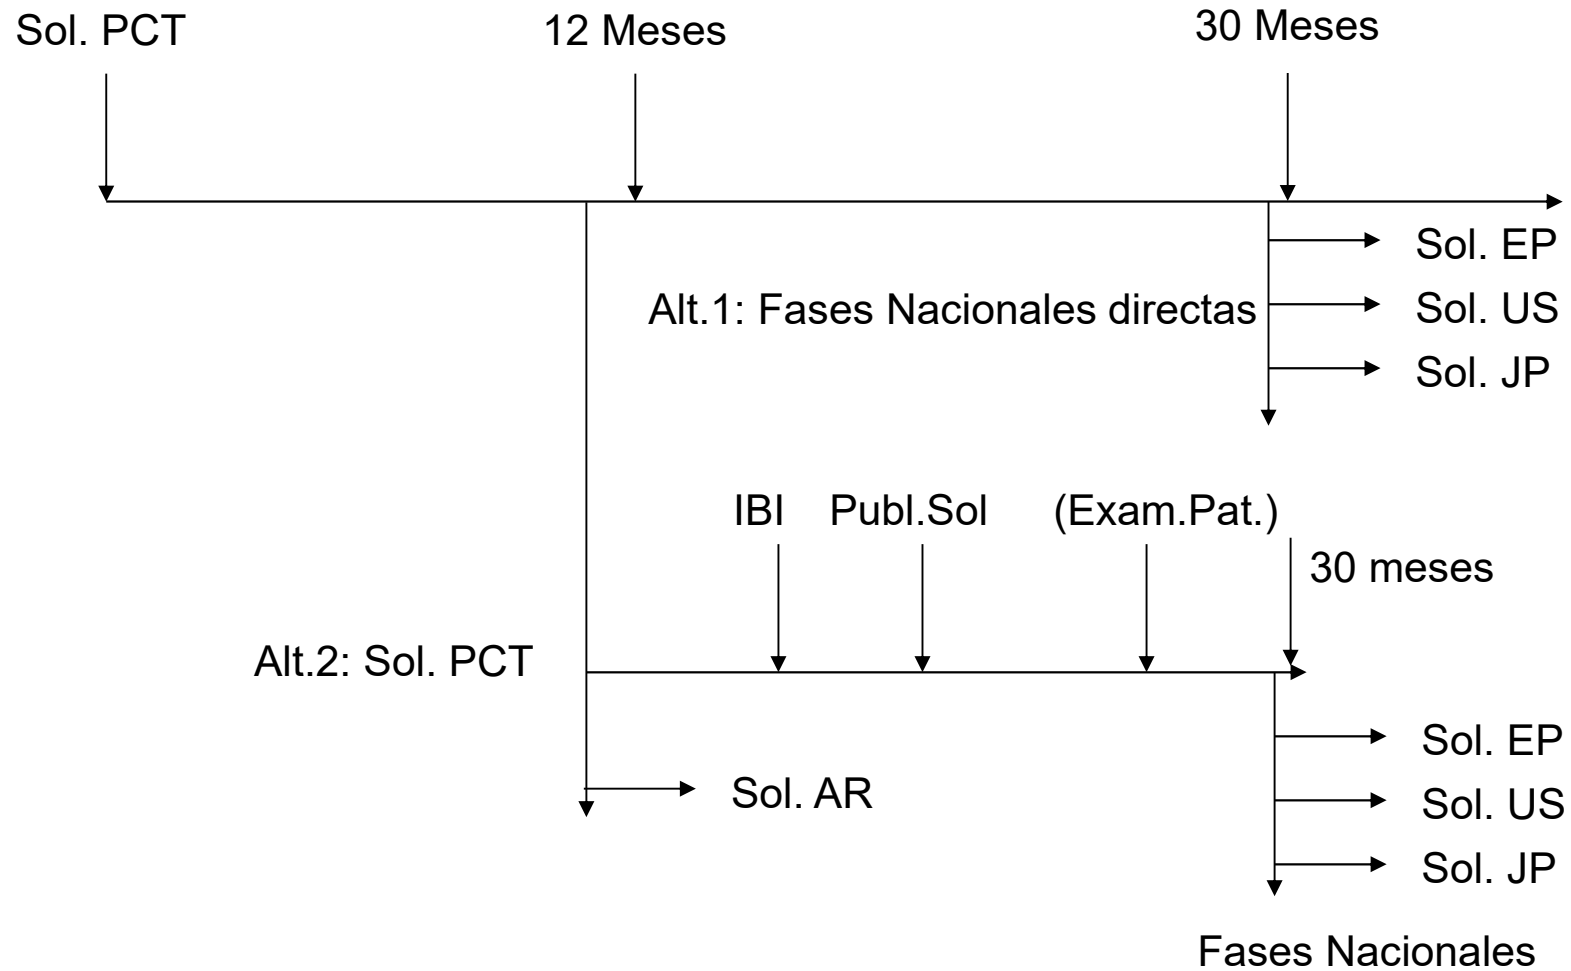 Sol. PCT
12 Meses
30 Meses
Sol. EP
Alt.1: Fases Nacionales directas
Sol. US
Sol. JP
IBI
Publ.Sol
(Exam.Pat.)
30 meses
Alt.2: Sol. PCT
Sol. EP
Sol. AR
Sol. US
Sol. JP
Fases Nacionales